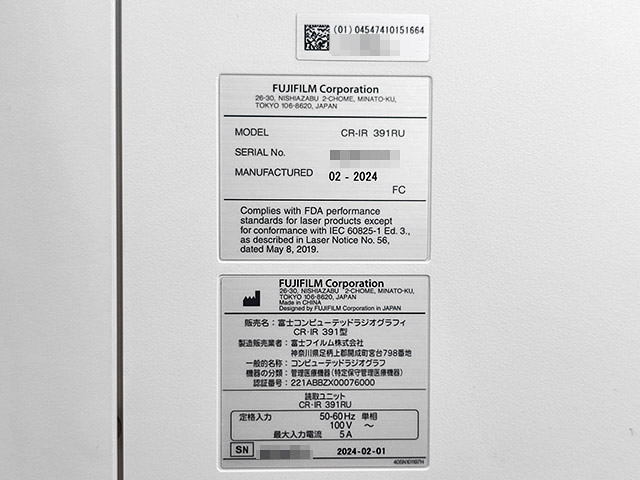 (01) 04547410151664
FUJIFILM Corporation
26-30, NISHIAZABU 2-CHOME, MINATO-KU,
TOKYO 106-8620, JAPAN
MODEL CR-IR 391RU
SERIAL No.
MANUFACTURED 02 - 2024
FC
Complies with FDA performance
standards for laser products except
for conformance with IEC 60825-1 Ed. 3.,
as described in Laser Notice No. 56,
dated May 8, 2019.
FUJIFILM Corporation
26-30, NISHIAZABU 2-CHOME, MINATO-KU,
TOKYO 106-8620, JAPAN
Made in CHINA
Designed by FUJIFILM Corporation in JAPAN
販売名：富士コンピューテッドラジオグラフィ
CR-IR 391型
製造販売業者：富士フイルム株式会社
神奈川県足柄上郡開成町宮台798番地
一般的名称：コンピューテッドラジオグラフ
機器の分類：管理医療機器（特定保守管理医療機器）
認証番号：221ABBZX00076000
読取ユニット
CR-IR 391RU
定格入力 50-60Hz 単相
100V ～
最大入力電流 5A
SN 2024-02-01